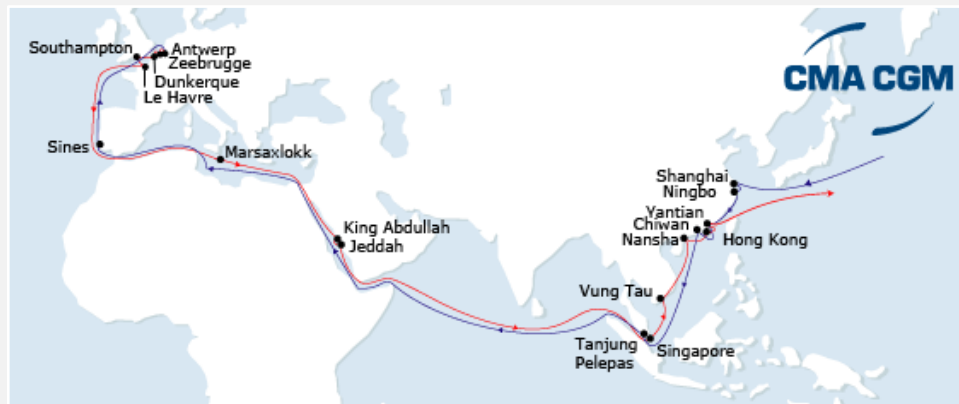 Southampton
Antwerp
Zeebrugge
Dunkerque
Le Havre
CMA CGM
Sines
Marsaxlokk
Shanghai
Ningbo
Yantian
Chiwan
Nansha
Hong Kong
King Abdullah
Jeddah
Vung Tau
Tanjung
Pelepas
Singapore